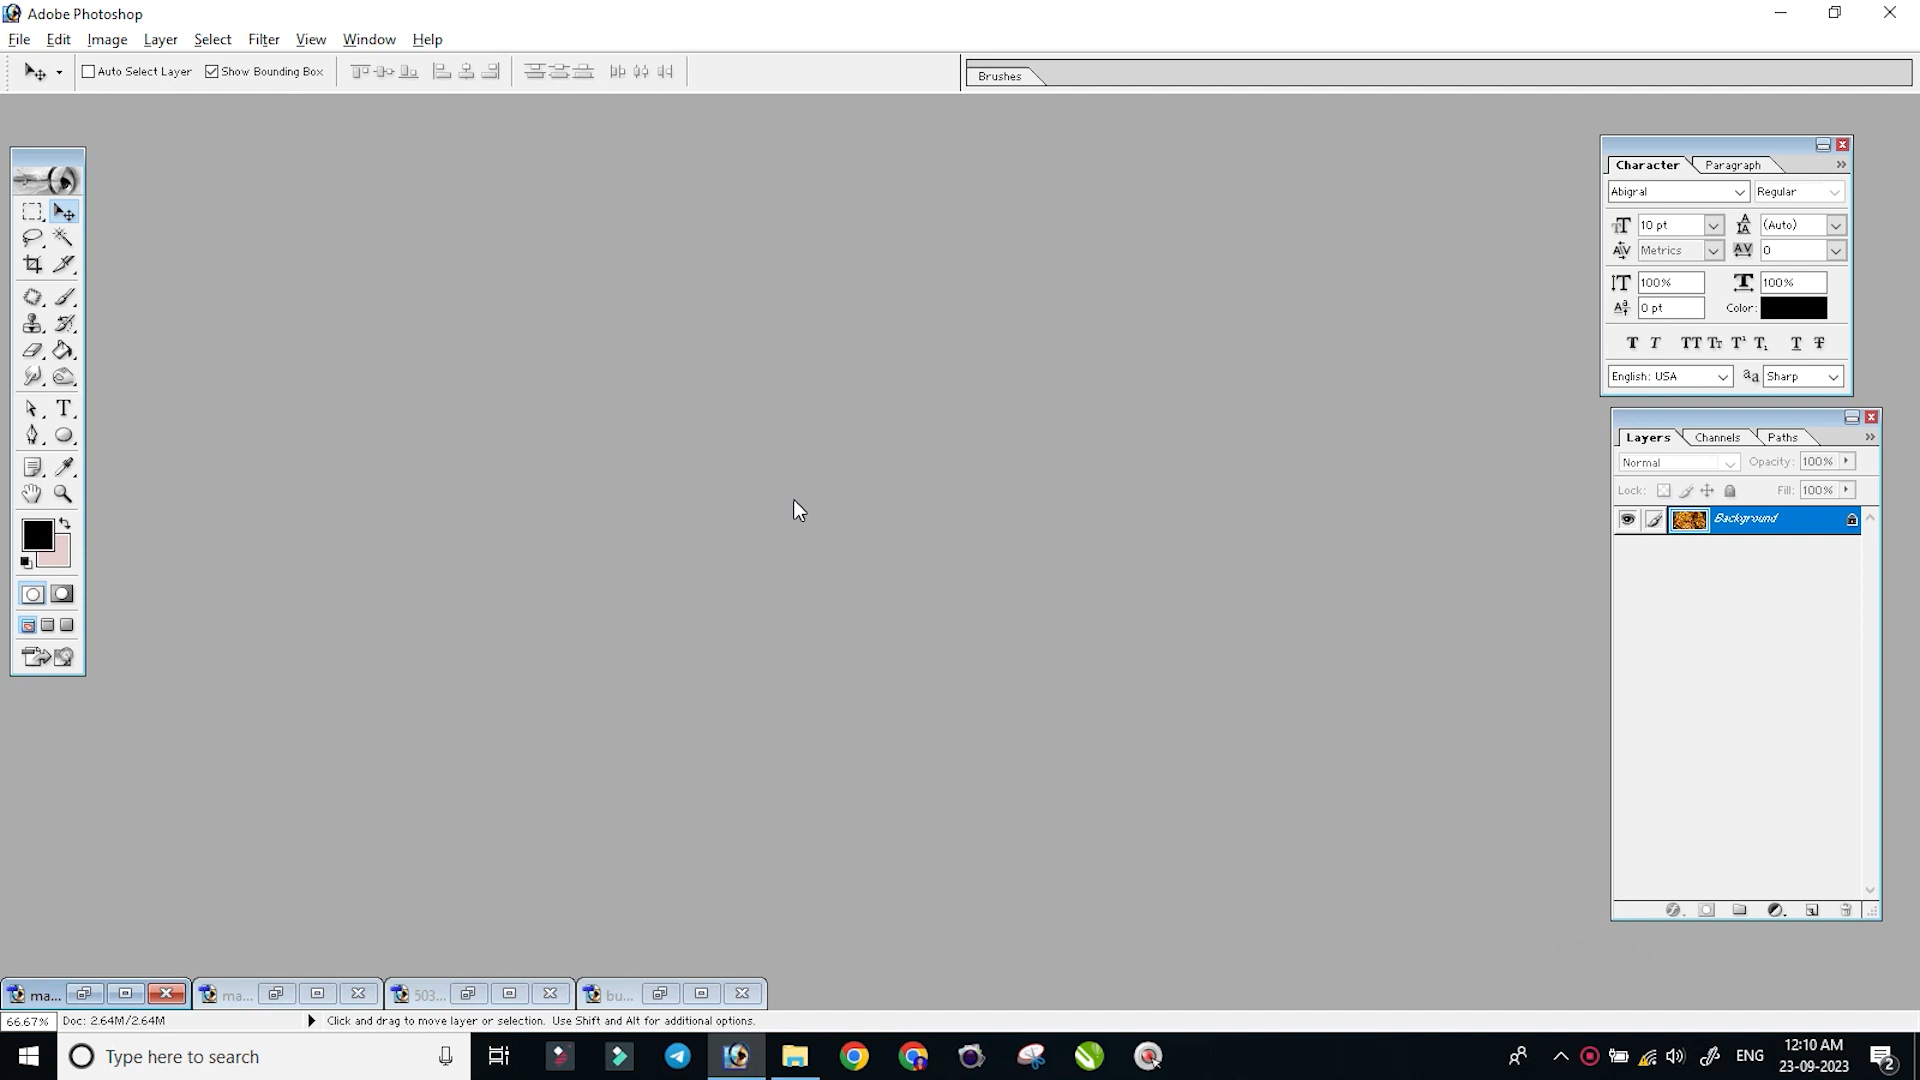 Adobe Photoshop
File Edit Image Layer Select Filter View Window Help
Auto Select Layer Show Bounding Box
Brushes
Character Paragraph
Abigral Regular
10 pt (Auto)
Metrics 0
100% 100%
0 pt Color:
English: USA aa Sharp
Layers Channels Paths
Normal Opacity: 100%
Lock: Fill: 100%
Background
ma... ma... 503... bu...
66.67% Doc: 2.64M/2.64M Click and drag to move layer or selection. Use Shift and Alt for additional options.
Type here to search
ENG
12:10 AM
23-09-2023
2